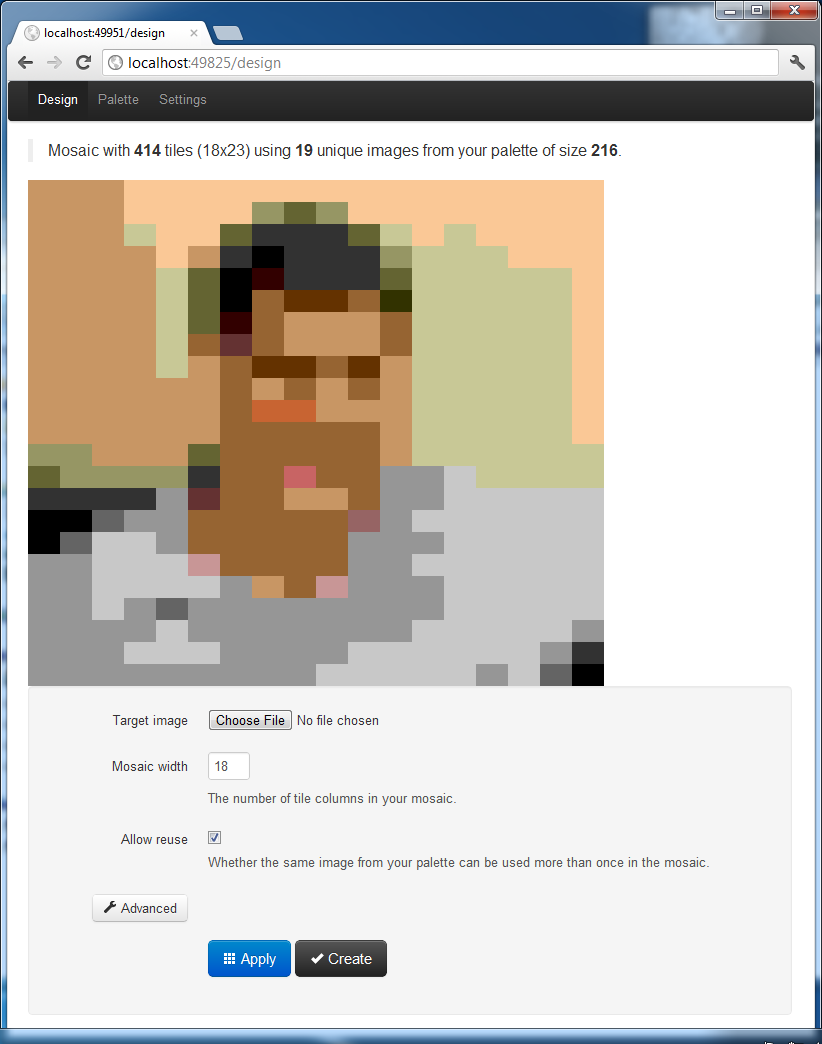 localhost:49951/design
localhost:49825/design
Design Palette Settings
Mosaic with 414 tiles (18x23) using 19 unique images from your palette of size 216.
Target image Choose File No file chosen
Mosaic width 18
The number of tile columns in your mosaic.
Allow reuse
Whether the same image from your palette can be used more than once in the mosaic.
Advanced
Apply Create